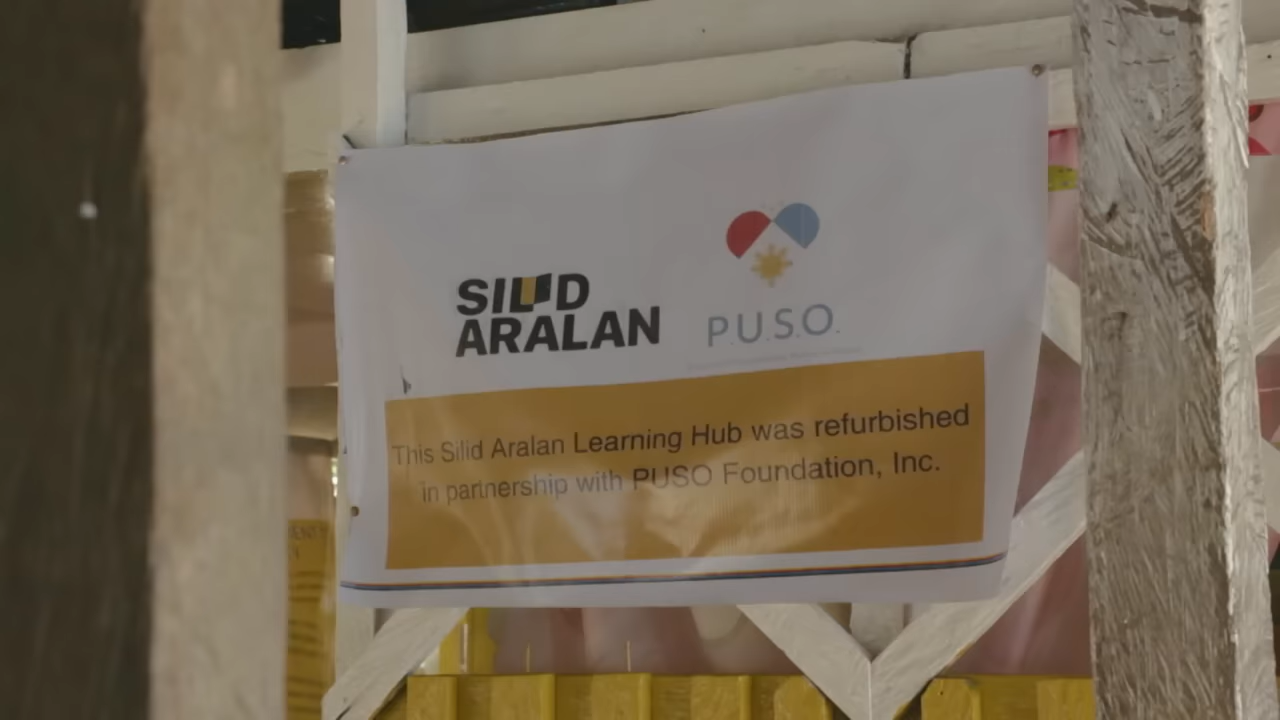 SILID
ARALAN
P.U.S.O.
This Silid Aralan Learning Hub was refurbished
in partnership with PUSO Foundation, Inc.